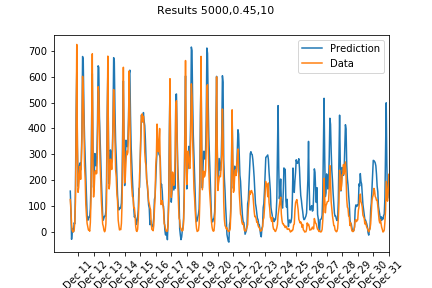 Results 5000,0.45,10
Prediction
Data
700
600
500
400
300
200
100
0
Dec 11
Dec 12
Dec 13
Dec 14
Dec 15
Dec 16
Dec 17
Dec 18
Dec 19
Dec 20
Dec 21
Dec 22
Dec 23
Dec 24
Dec 25
Dec 26
Dec 27
Dec 28
Dec 29
Dec 30
Dec 31